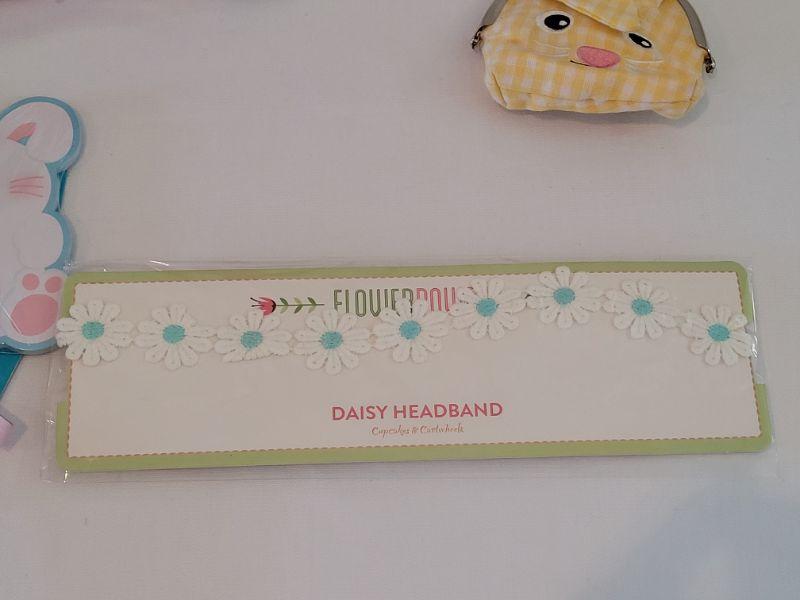 FLOWER
DAISY HEADBAND
Cupcakes & Cartwheels